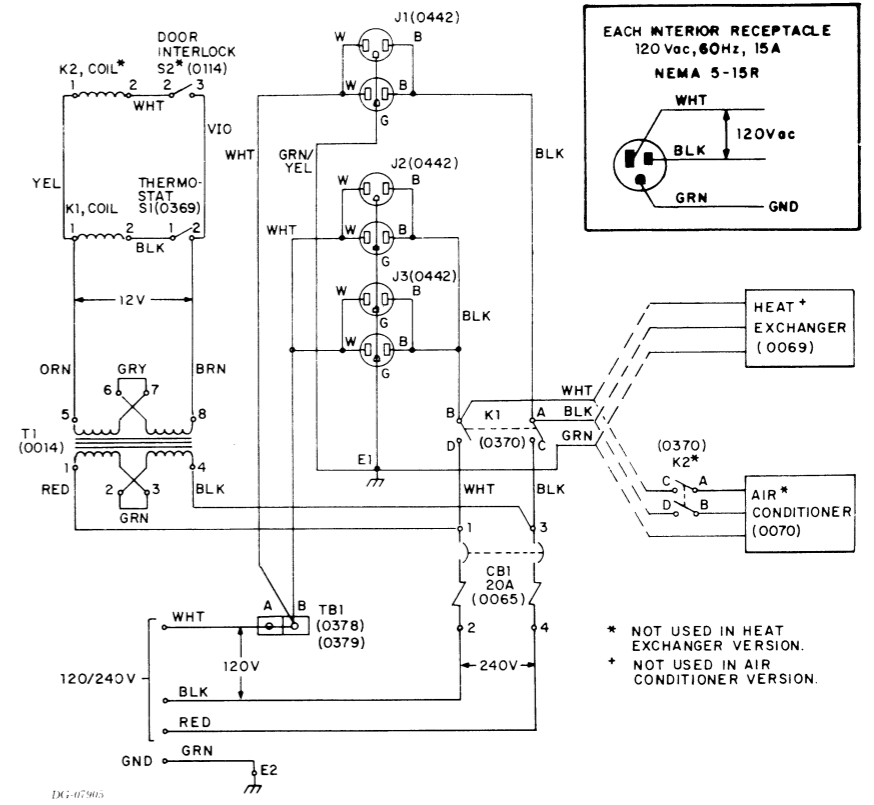 J1(0442)
W
B
W
B
G
EACH INTERIOR RECEPTACLE
120 Vac, 60Hz, 15A
NEMA 5-15R
WHT
120Vac
BLK
GRN
GND
DOOR
INTERLOCK
S2*(0114)
K2, COIL*
1
2
2
3
WHT
VIO
YEL
THERMO-
STAT
S1(0369)
K1, COIL
1
2
1
2
BLK
12V
ORN
GRY
BRN
6
7
5
8
T1
(0014)
1
4
RED
2
3
BLK
GRN
WHT
GRN/
YEL
BLK
J2(0442)
W
B
WHT
W
B
G
J3(0442)
W
B
BLK
W
B
G
HEAT+
EXCHANGER
(0069)
WHT
B
K1
A
BLK
GRN
D
(0370)
C
E1
WHT
BLK
(0370)
K2*
C
A
D
B
AIR*
CONDITIONER
(0070)
1
3
CB1
20A
(0065)
2
4
240V
A
B
TB1
(0378)
(0379)
WHT
120V
120/240V
BLK
RED
GND
GRN
E2
* NOT USED IN HEAT
EXCHANGER VERSION.
+ NOT USED IN AIR
CONDITIONER VERSION.
DG-07905